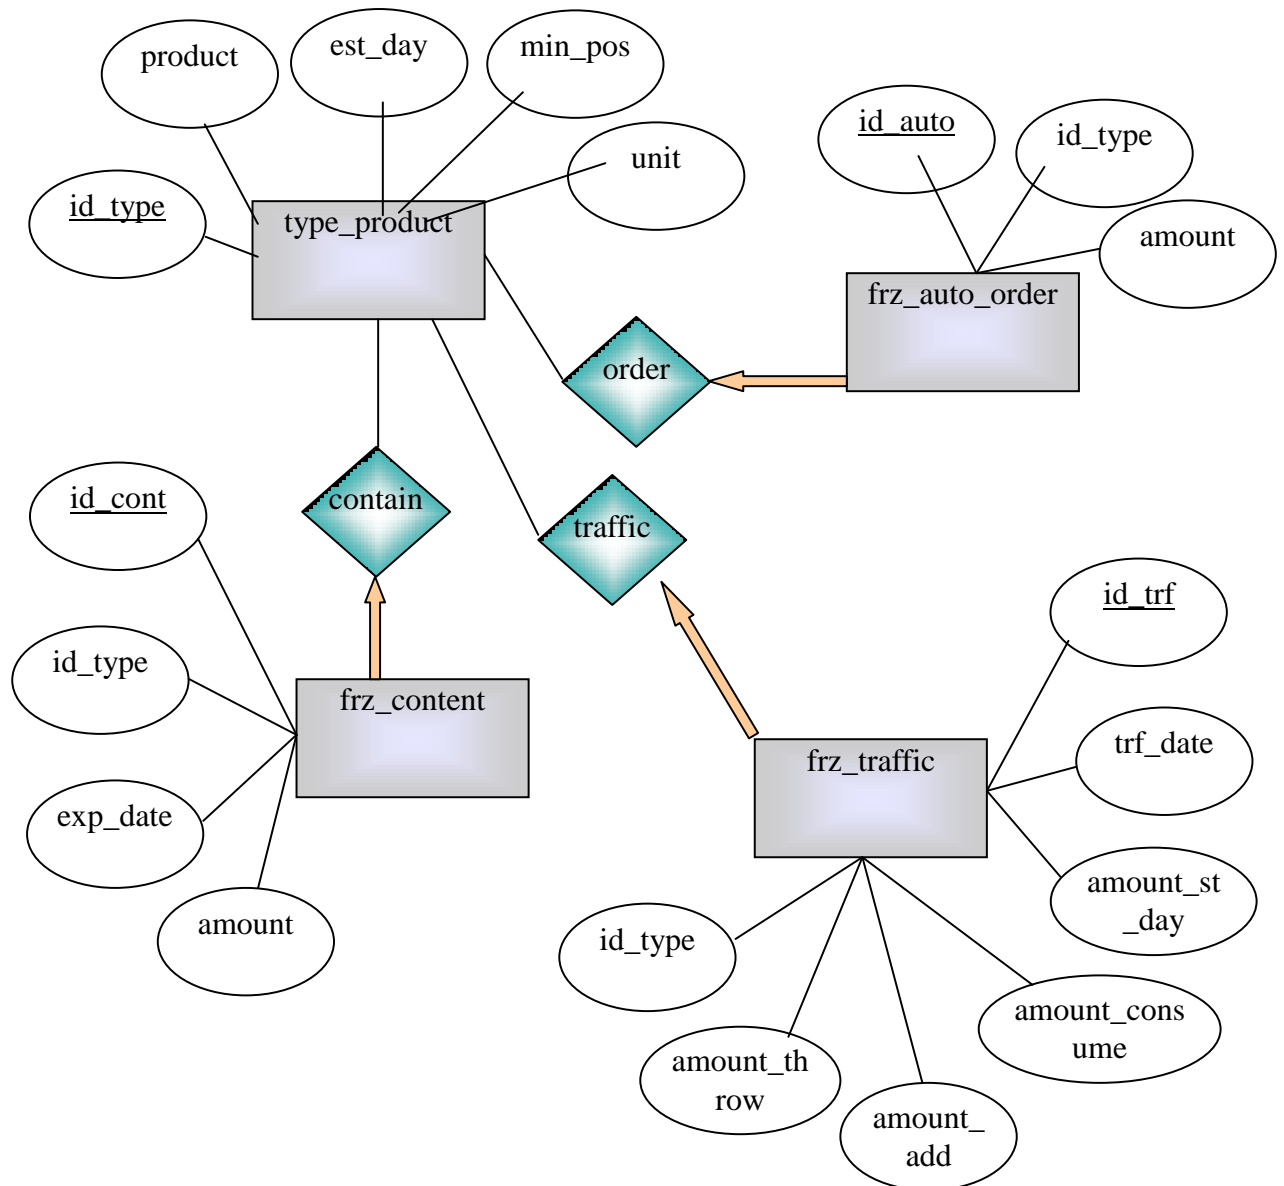 product
est_day
min_pos
id_auto
id_type
unit
id_type
type_product
amount
frz_auto_order
order
id_cont
contain
traffic
id_trf
id_type
frz_content
trf_date
frz_traffic
exp_date
amount_st
_day
amount
id_type
amount_cons
ume
amount_th
row
amount_
add